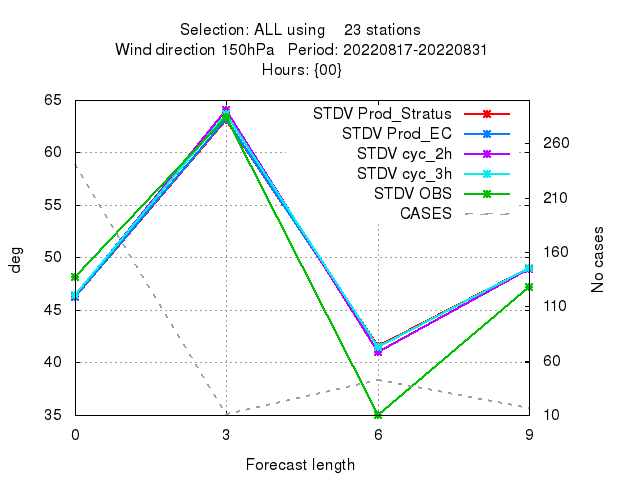 Selection: ALL using 23 stations
Wind direction 150hPa Period: 20220817-20220831
Hours: {00}
STDV Prod_Stratus
STDV Prod_EC
STDV cyc_2h
STDV cyc_3h
STDV OBS
CASES
65
60
55
50
45
40
35
deg
260
210
160
110
60
10
No cases
0
3
6
9
Forecast length